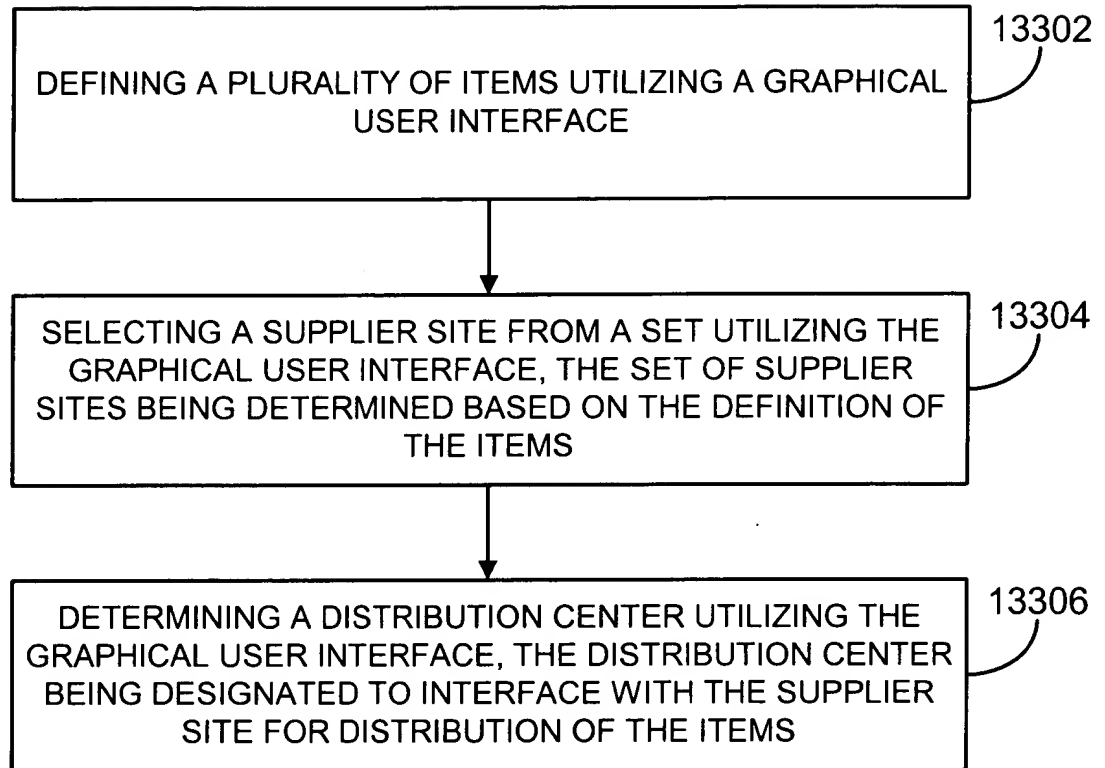 13302
DEFINING A PLURALITY OF ITEMS UTILIZING A GRAPHICAL
USER INTERFACE
13304
SELECTING A SUPPLIER SITE FROM A SET UTILIZING THE
GRAPHICAL USER INTERFACE, THE SET OF SUPPLIER
SITES BEING DETERMINED BASED ON THE DEFINITION OF
THE ITEMS
13306
DETERMINING A DISTRIBUTION CENTER UTILIZING THE
GRAPHICAL USER INTERFACE, THE DISTRIBUTION CENTER
BEING DESIGNATED TO INTERFACE WITH THE SUPPLIER
SITE FOR DISTRIBUTION OF THE ITEMS